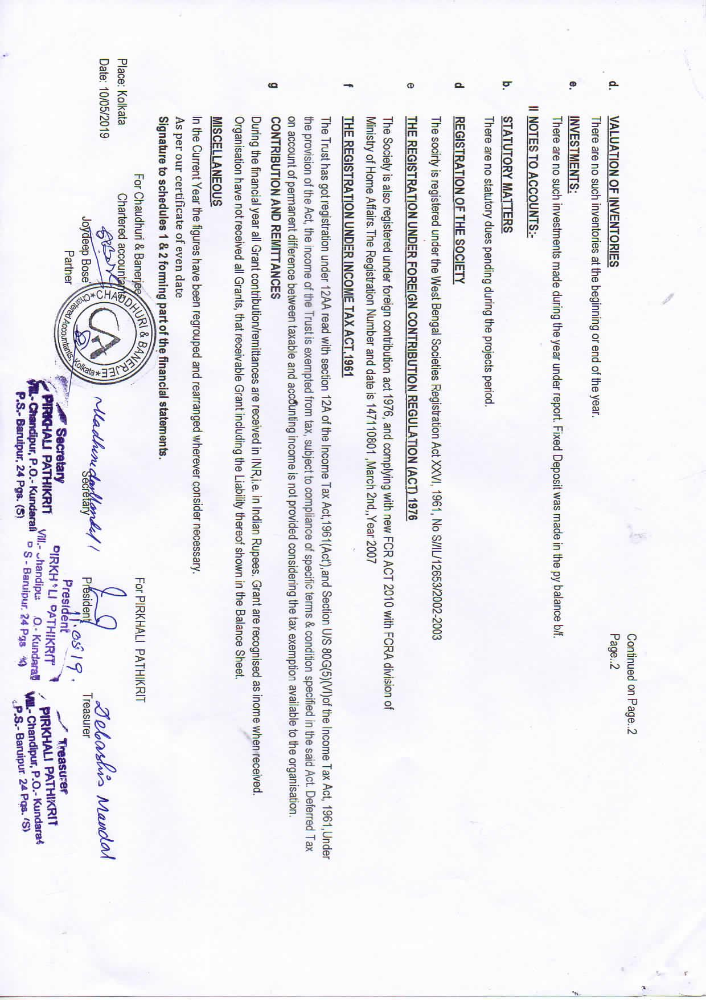 Continued on Page..2
Page..2
d. VALUATION OF INVENTORIES
There are no such inventories at the beginning or end of the year.
e. INVESTMENTS:
There are no such investments made during the year under report. Fixed Deposit was made in the py balance b/f.
II NOTES TO ACCOUNTS:-
b. STATUTORY MATTERS
There are no statutory dues pending during the projects period.
d REGISTRATION OF THE SOCIETY
The socirty is registered under the West Bengal Societies Registration Act XXVI, 1961, No S//IL/12653/2002-2003
e THE REGISTRATION UNDER FOREIGN CONTRIBUTION REGULATION (ACT) 1976
The Society is also registered under foreign contribution act 1976, and complying with new FCR ACT 2010 with FCRA division of
Ministry of Home Affairs.The Registration Number and date is 147110801 ,March 2nd,,Year 2007
f THE REGISTRATION UNDER INCOME TAX ACT,1961
The Trust has got registration under 12AA read with section 12A of the Income Tax Act,1961(Act'),and Section U/S 80G(5)(VI)of the Income Tax Act, 1961,Under
the provision of the Act, the income of the Trust is exempted from tax, subject to compliance of specific terms & condition specified in the said Act. Deferred Tax
on account of permanent difference between taxable and accounting income is not provided considering the tax exemption available to the organisation.
g CONTRIBUTION AND REMITTANCES
During the financial year all Grant contribution/emittances are received in INR,i.e. in Indian Rupees. Grant are recognised as inome when received.
Organisation have not received all Grants, that receivable Grant including the Liability thereof shown in the Balance Sheet.
MISCELLANEOUS
In the Current Year the figures have been regrouped and rearranged wherever consider necessary.
As per our certificate of even date
Signature to schedules 1 & 2 forming part of the financial statements.
For Chaudhuri & Banerjee
For PIRKHALI PATHIKRIT
Place: Kolkata
Chartered accountants
Date: 10/05/2019
Joydeep Bose
Parther
CHAUDHURI & BANERJEE
Chartered Accountants, Kolkata
CA
Madhuridas Mandal
Secretary
President
11.05.19.
Debashis Mandal
Treasurer
Secretary
PIRKHALI PATHIKRIT
Vill.- Chandipur, P.O.- Kundarali
P.S.- Baruipur, 24 Pgs. (S)
President
PIRKHALI PATHIKRIT
Vill.- Chandipu O.- Kundarali
P S - Baruipur. 24 Pgs
Treasurer
PIRKHALI PATHIKRIT
Vill.- Chandipur, P.O.- Kundarali
P.S.- Baruipur. 24 Pgs. (S)